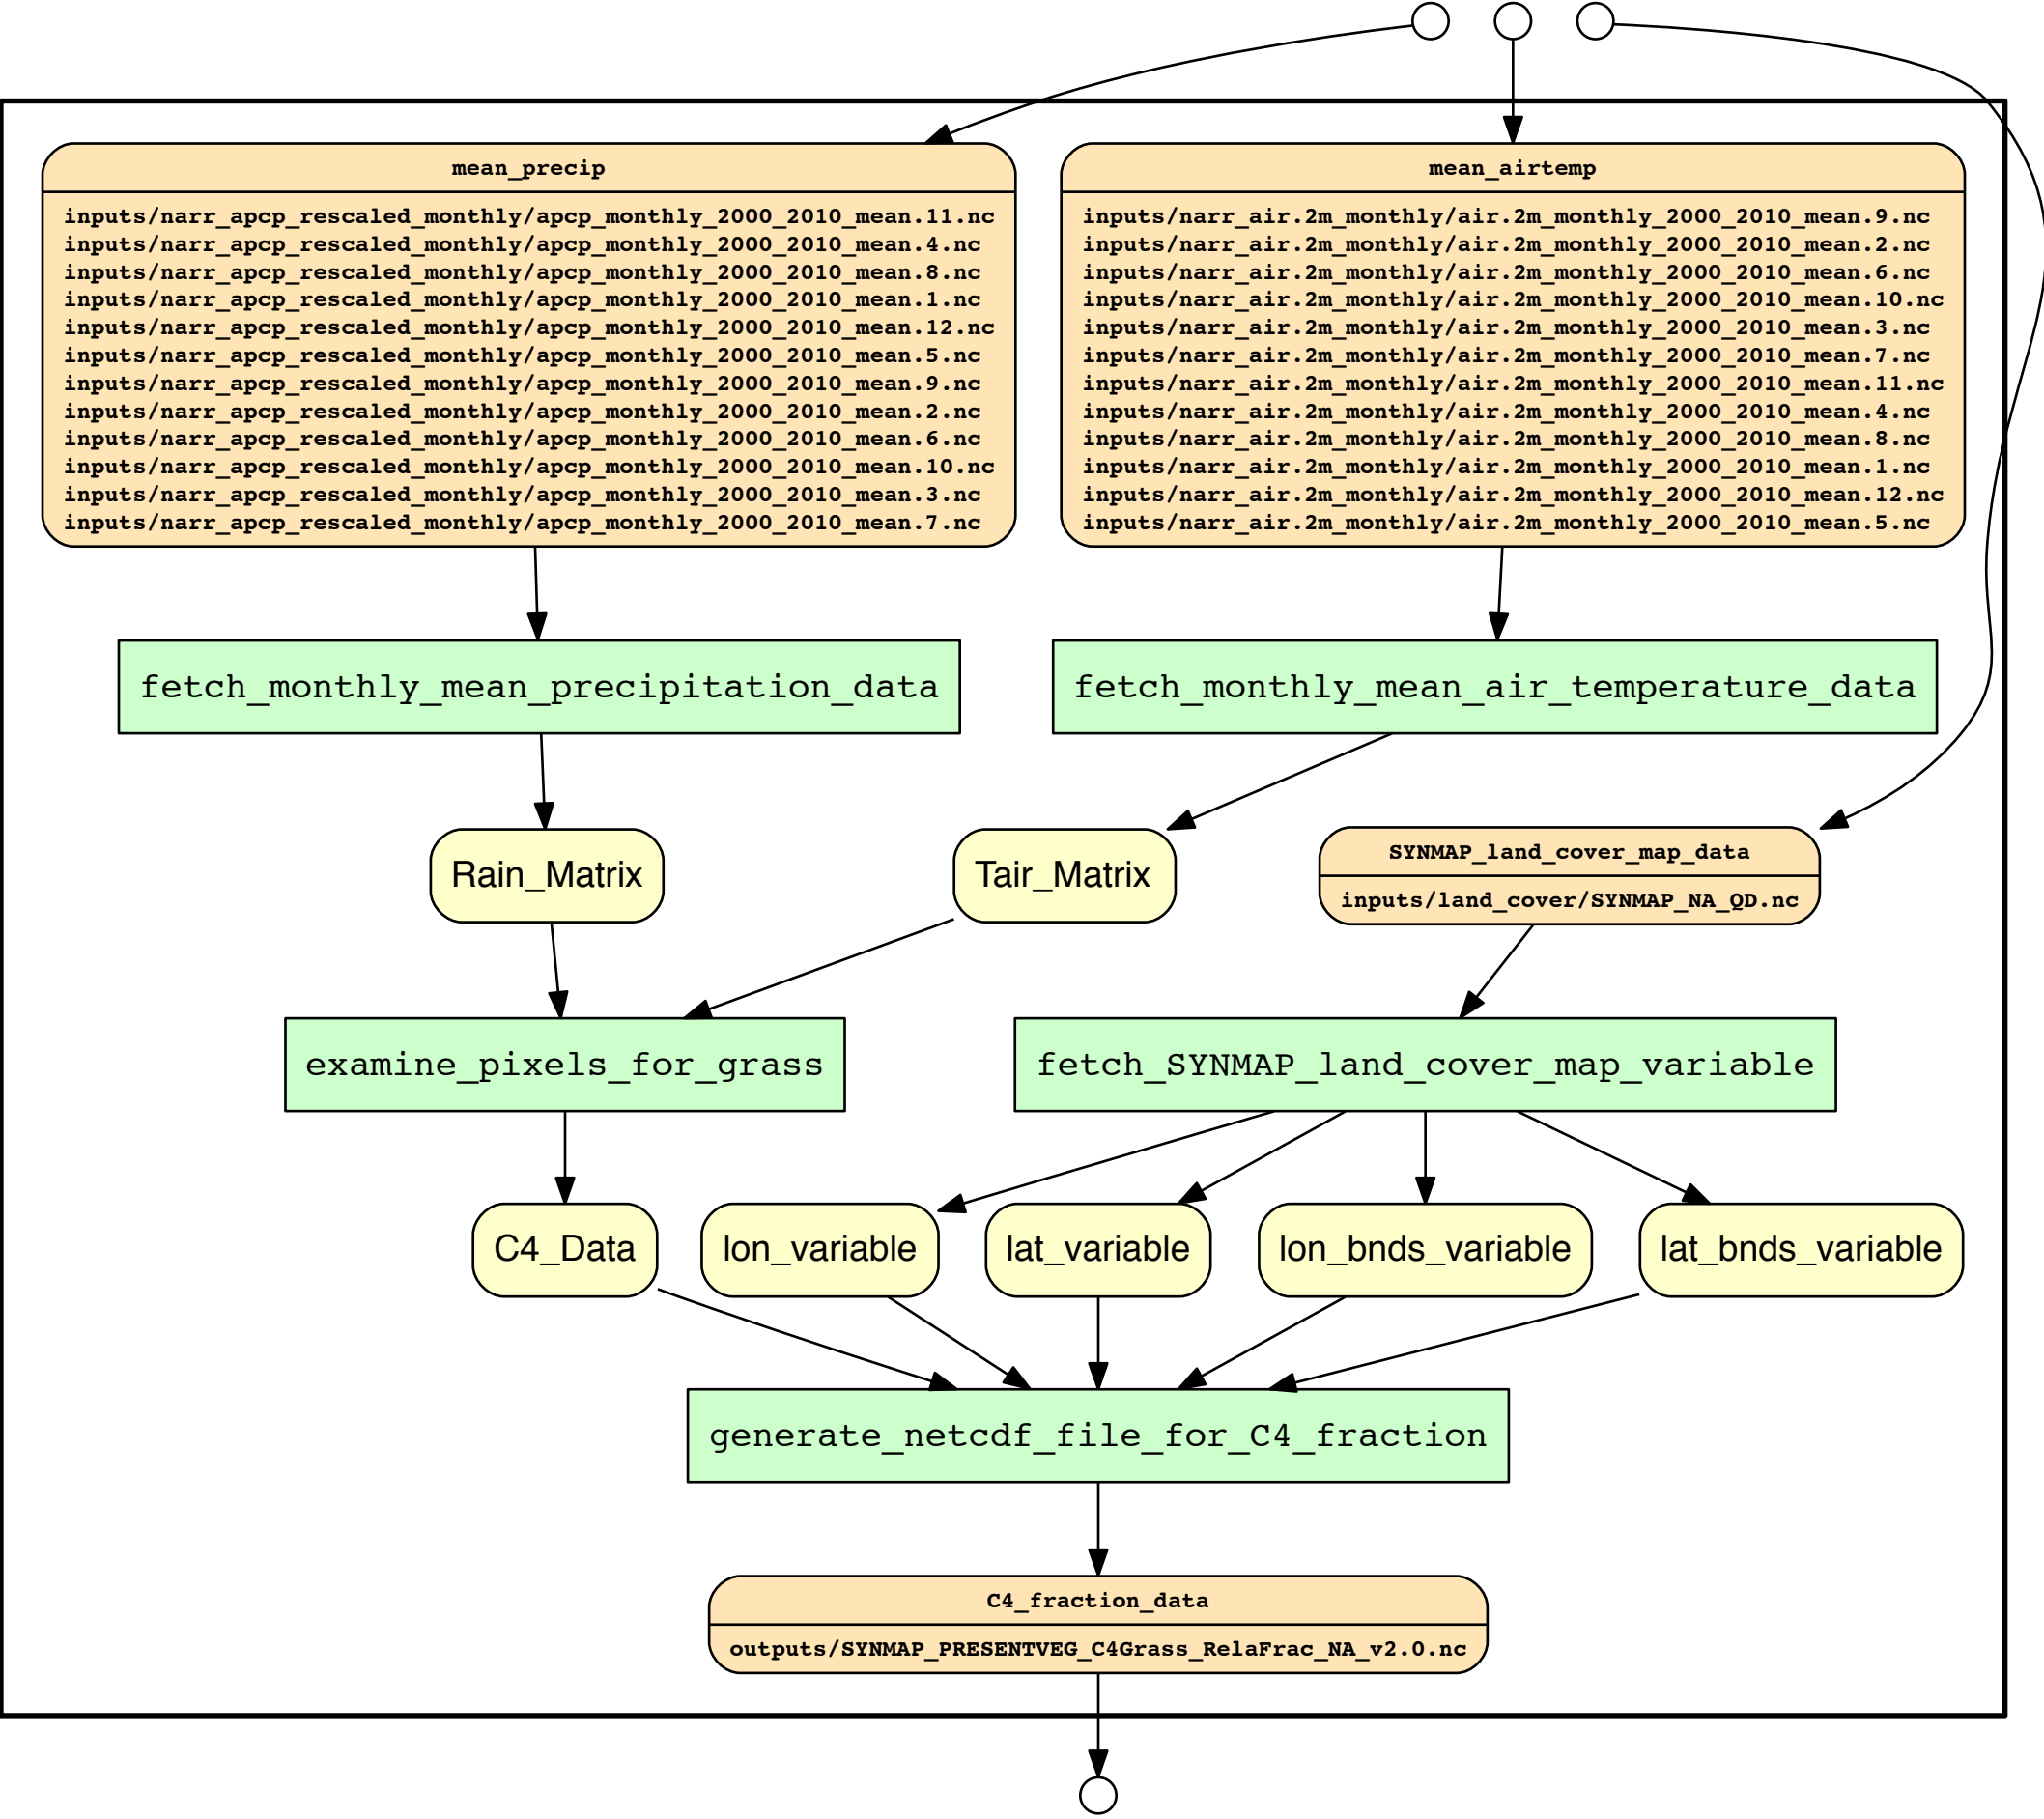 mean_precip
inputs/narr_apcp_rescaled_monthly/apcp_monthly_2000_2010_mean.11.nc
inputs/narr_apcp_rescaled_monthly/apcp_monthly_2000_2010_mean.4.nc
inputs/narr_apcp_rescaled_monthly/apcp_monthly_2000_2010_mean.8.nc
inputs/narr_apcp_rescaled_monthly/apcp_monthly_2000_2010_mean.1.nc
inputs/narr_apcp_rescaled_monthly/apcp_monthly_2000_2010_mean.12.nc
inputs/narr_apcp_rescaled_monthly/apcp_monthly_2000_2010_mean.5.nc
inputs/narr_apcp_rescaled_monthly/apcp_monthly_2000_2010_mean.9.nc
inputs/narr_apcp_rescaled_monthly/apcp_monthly_2000_2010_mean.2.nc
inputs/narr_apcp_rescaled_monthly/apcp_monthly_2000_2010_mean.6.nc
inputs/narr_apcp_rescaled_monthly/apcp_monthly_2000_2010_mean.10.nc
inputs/narr_apcp_rescaled_monthly/apcp_monthly_2000_2010_mean.3.nc
inputs/narr_apcp_rescaled_monthly/apcp_monthly_2000_2010_mean.7.nc
mean_airtemp
inputs/narr_air.2m_monthly/air.2m_monthly_2000_2010_mean.9.nc
inputs/narr_air.2m_monthly/air.2m_monthly_2000_2010_mean.2.nc
inputs/narr_air.2m_monthly/air.2m_monthly_2000_2010_mean.6.nc
inputs/narr_air.2m_monthly/air.2m_monthly_2000_2010_mean.10.nc
inputs/narr_air.2m_monthly/air.2m_monthly_2000_2010_mean.3.nc
inputs/narr_air.2m_monthly/air.2m_monthly_2000_2010_mean.7.nc
inputs/narr_air.2m_monthly/air.2m_monthly_2000_2010_mean.11.nc
inputs/narr_air.2m_monthly/air.2m_monthly_2000_2010_mean.4.nc
inputs/narr_air.2m_monthly/air.2m_monthly_2000_2010_mean.8.nc
inputs/narr_air.2m_monthly/air.2m_monthly_2000_2010_mean.1.nc
inputs/narr_air.2m_monthly/air.2m_monthly_2000_2010_mean.12.nc
inputs/narr_air.2m_monthly/air.2m_monthly_2000_2010_mean.5.nc
fetch_monthly_mean_precipitation_data
fetch_monthly_mean_air_temperature_data
Rain_Matrix
Tair_Matrix
SYNMAP_land_cover_map_data
inputs/land_cover/SYNMAP_NA_QD.nc
examine_pixels_for_grass
fetch_SYNMAP_land_cover_map_variable
C4_Data
lon_variable
lat_variable
lon_bnds_variable
lat_bnds_variable
generate_netcdf_file_for_C4_fraction
C4_fraction_data
outputs/SYNMAP_PRESENTVEG_C4Grass_RelaFrac_NA_v2.0.nc